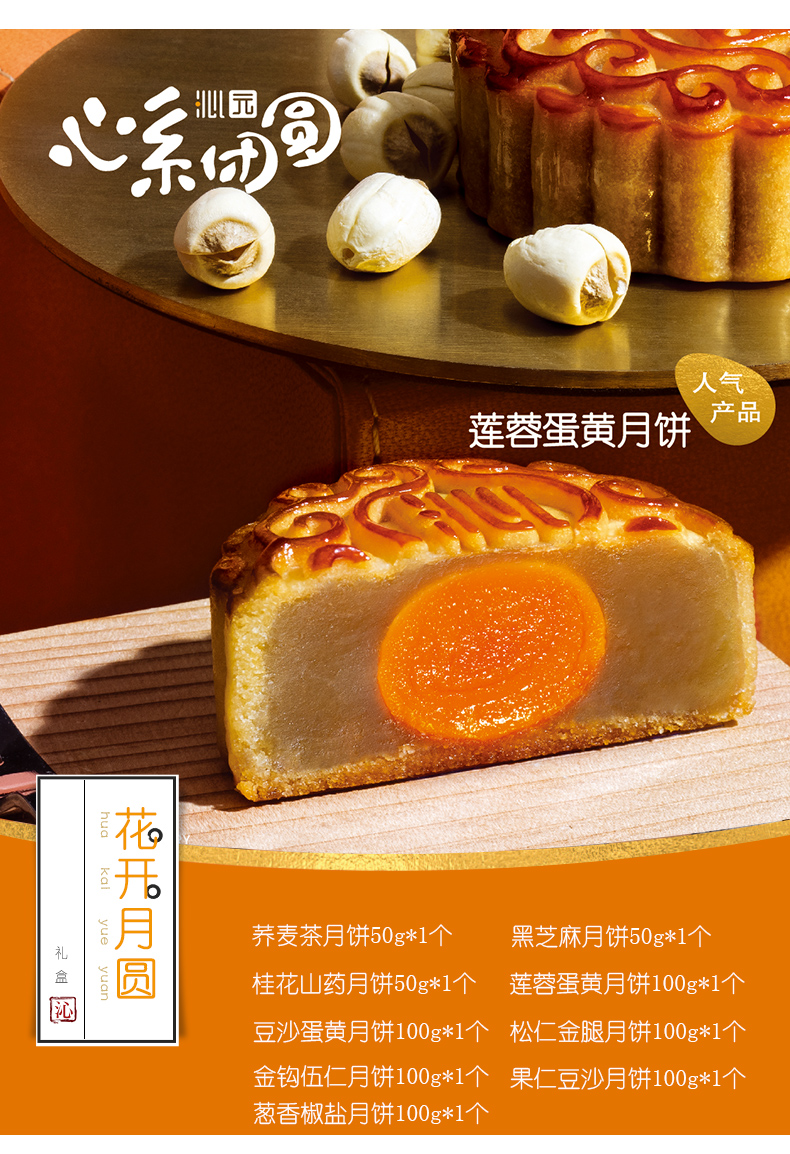 沁园
心系团圆
人气
产品
莲蓉蛋黄月饼
沁
花开月圆
hua kai yue yuan
礼盒
沁
荞麦茶月饼50g*1个
黑芝麻月饼50g*1个
桂花山药月饼50g*1个
莲蓉蛋黄月饼100g*1个
豆沙蛋黄月饼100g*1个
松仁金腿月饼100g*1个
金钩伍仁月饼100g*1个
果仁豆沙月饼100g*1个
葱香椒盐月饼100g*1个